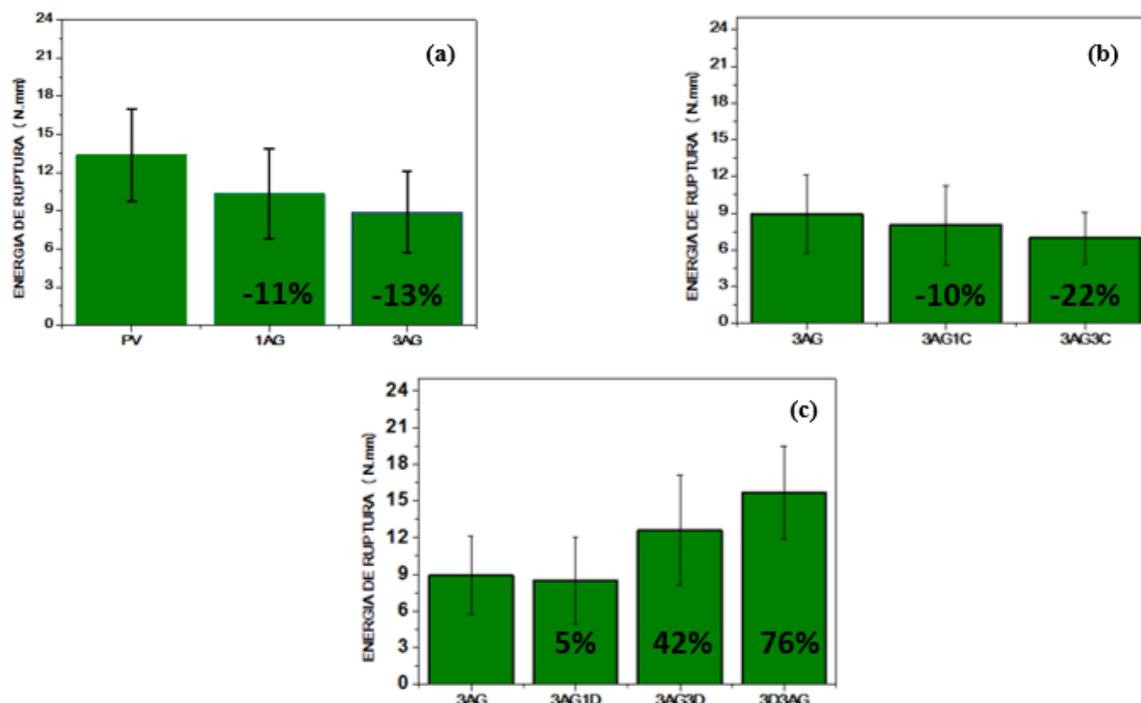 ENERGIA DE RUPTURA ( N.mm)
24
21
18
15
12
9
6
3
0
(a)
-11%
-13%
PV
1AG
3AG
ENERGIA DE RUPTURA ( N.mm)
24
21
18
15
12
9
6
3
0
(b)
-10%
-22%
3AG
3AG1C
3AG3C
ENERGIA DE RUPTURA ( N.mm)
24
21
18
15
12
9
6
3
0
(c)
5%
42%
76%
3AG
3AG1D
3AG3D
3D3AG